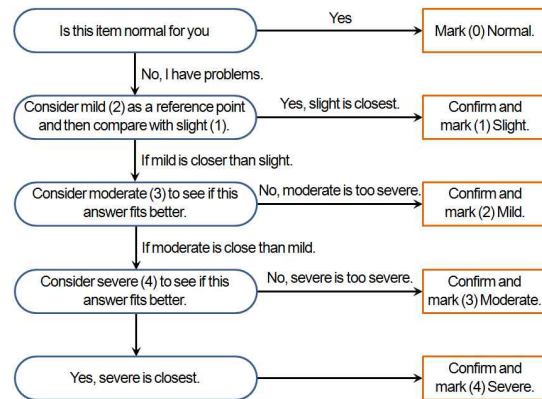 Is this item normal for you
Yes
Mark (0) Normal.
No, I have problems.
Consider mild (2) as a reference point
and then compare with slight (1).
Yes, slight is closest.
Confirm and
mark (1) Slight.
If mild is closer than slight.
Consider moderate (3) to see if this
answer fits better.
No, moderate is too severe.
Confirm and
mark (2) Mild.
If moderate is close than mild.
Consider severe (4) to see if this
answer fits better.
No, severe is too severe.
Confirm and
mark (3) Moderate.
Yes, severe is closest.
Confirm and
mark (4) Severe.